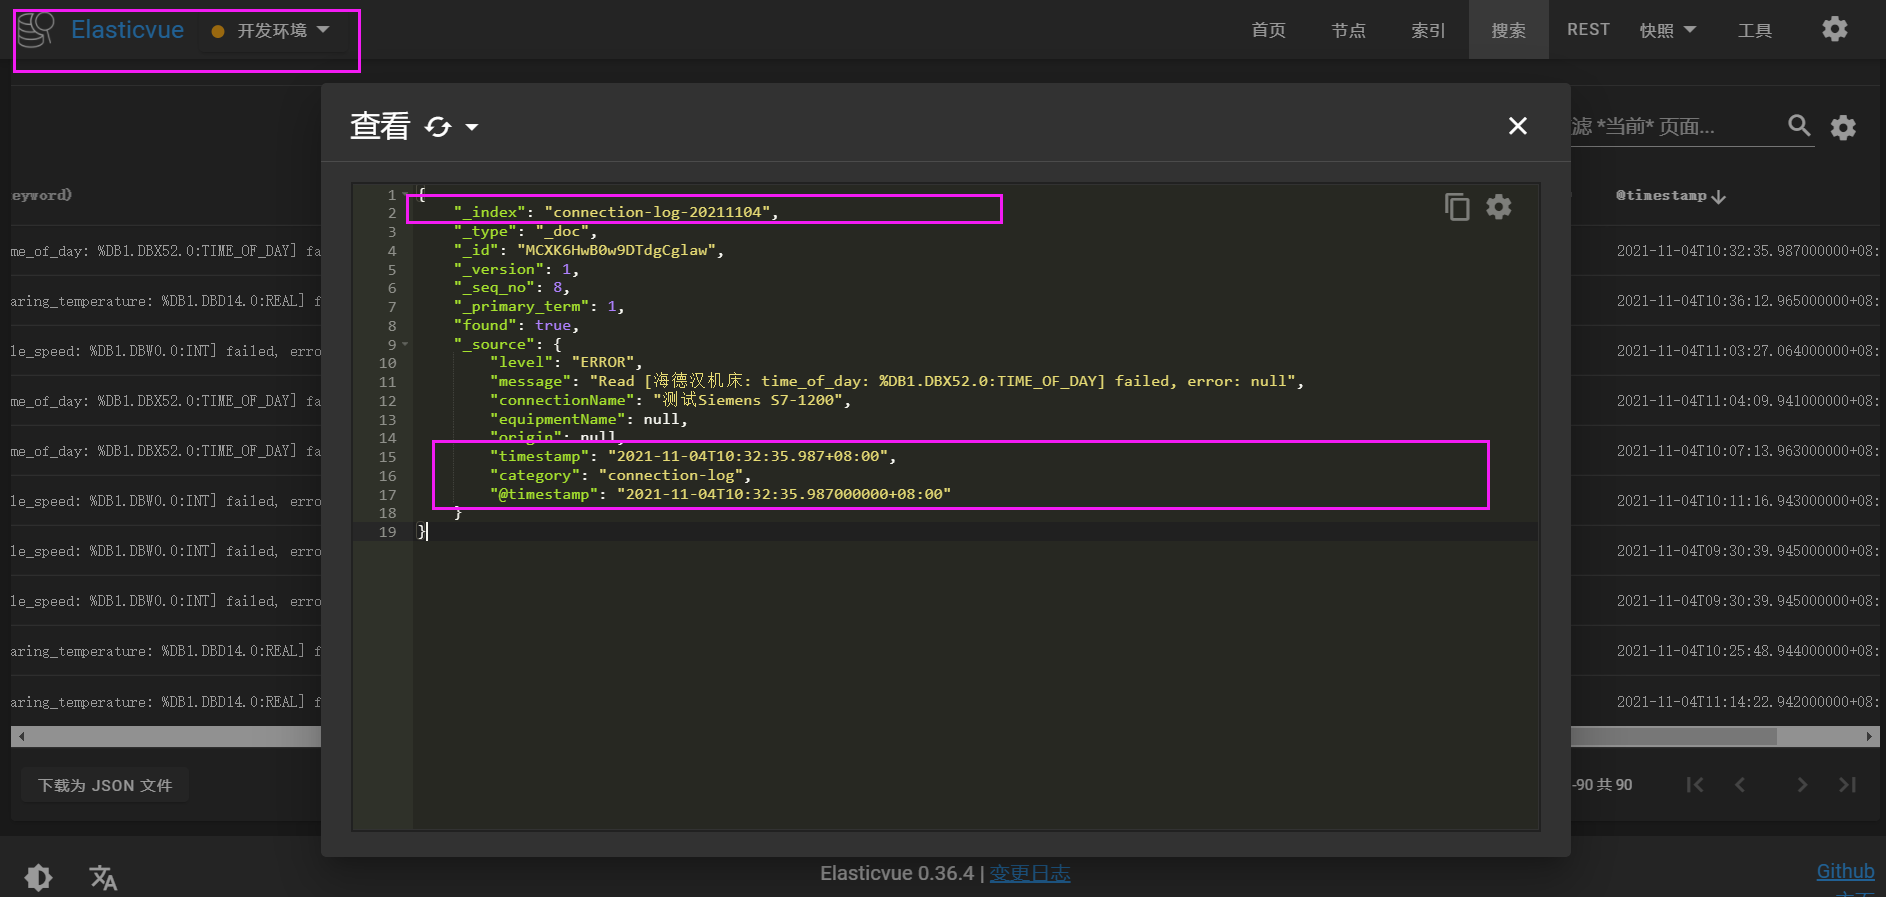 Elasticvue 开发环境 首页 节点 索引 搜索 REST 快照 工具
查看
滤 *当前* 页面...
eyword) @timestamp
1 {
2 "_index": "connection-log-20211104",
3 "_type": "_doc",
4 "_id": "MCXK6HwB0w9DTdgCglaw",
5 "_version": 1,
6 "_seq_no": 8,
7 "_primary_term": 1,
8 "found": true,
9 "_source": {
10 "level": "ERROR",
11 "message": "Read [海德汉机床: time_of_day: %DB1.DBX52.0:TIME_OF_DAY] failed, error: null",
12 "connectionName": "测试Siemens S7-1200",
13 "equipmentName": null,
14 "origin": null,
15 "timestamp": "2021-11-04T10:32:35.987+08:00",
16 "category": "connection-log",
17 "@timestamp": "2021-11-04T10:32:35.987000000+08:00"
18 }
19 }
me_of_day: %DB1.DBX52.0:TIME_OF_DAY] fa 2021-11-04T10:32:35.987000000+08:
aring_temperature: %DB1.DBD14.0:REAL] f 2021-11-04T10:36:12.965000000+08:
le_speed: %DB1.DBW0.0:INT] failed, erro 2021-11-04T11:03:27.064000000+08:
me_of_day: %DB1.DBX52.0:TIME_OF_DAY] fa 2021-11-04T11:04:09.941000000+08:
me_of_day: %DB1.DBX52.0:TIME_OF_DAY] fa 2021-11-04T10:07:13.963000000+08:
le_speed: %DB1.DBW0.0:INT] failed, erro 2021-11-04T10:11:16.943000000+08:
le_speed: %DB1.DBW0.0:INT] failed, erro 2021-11-04T09:30:39.945000000+08:
le_speed: %DB1.DBW0.0:INT] failed, erro 2021-11-04T09:30:39.945000000+08:
aring_temperature: %DB1.DBD14.0:REAL] f 2021-11-04T10:25:48.944000000+08:
aring_temperature: %DB1.DBD14.0:REAL] f 2021-11-04T11:14:22.942000000+08:
下载为 JSON 文件 -90 共 90
Elasticvue 0.36.4 | 变更日志 Github